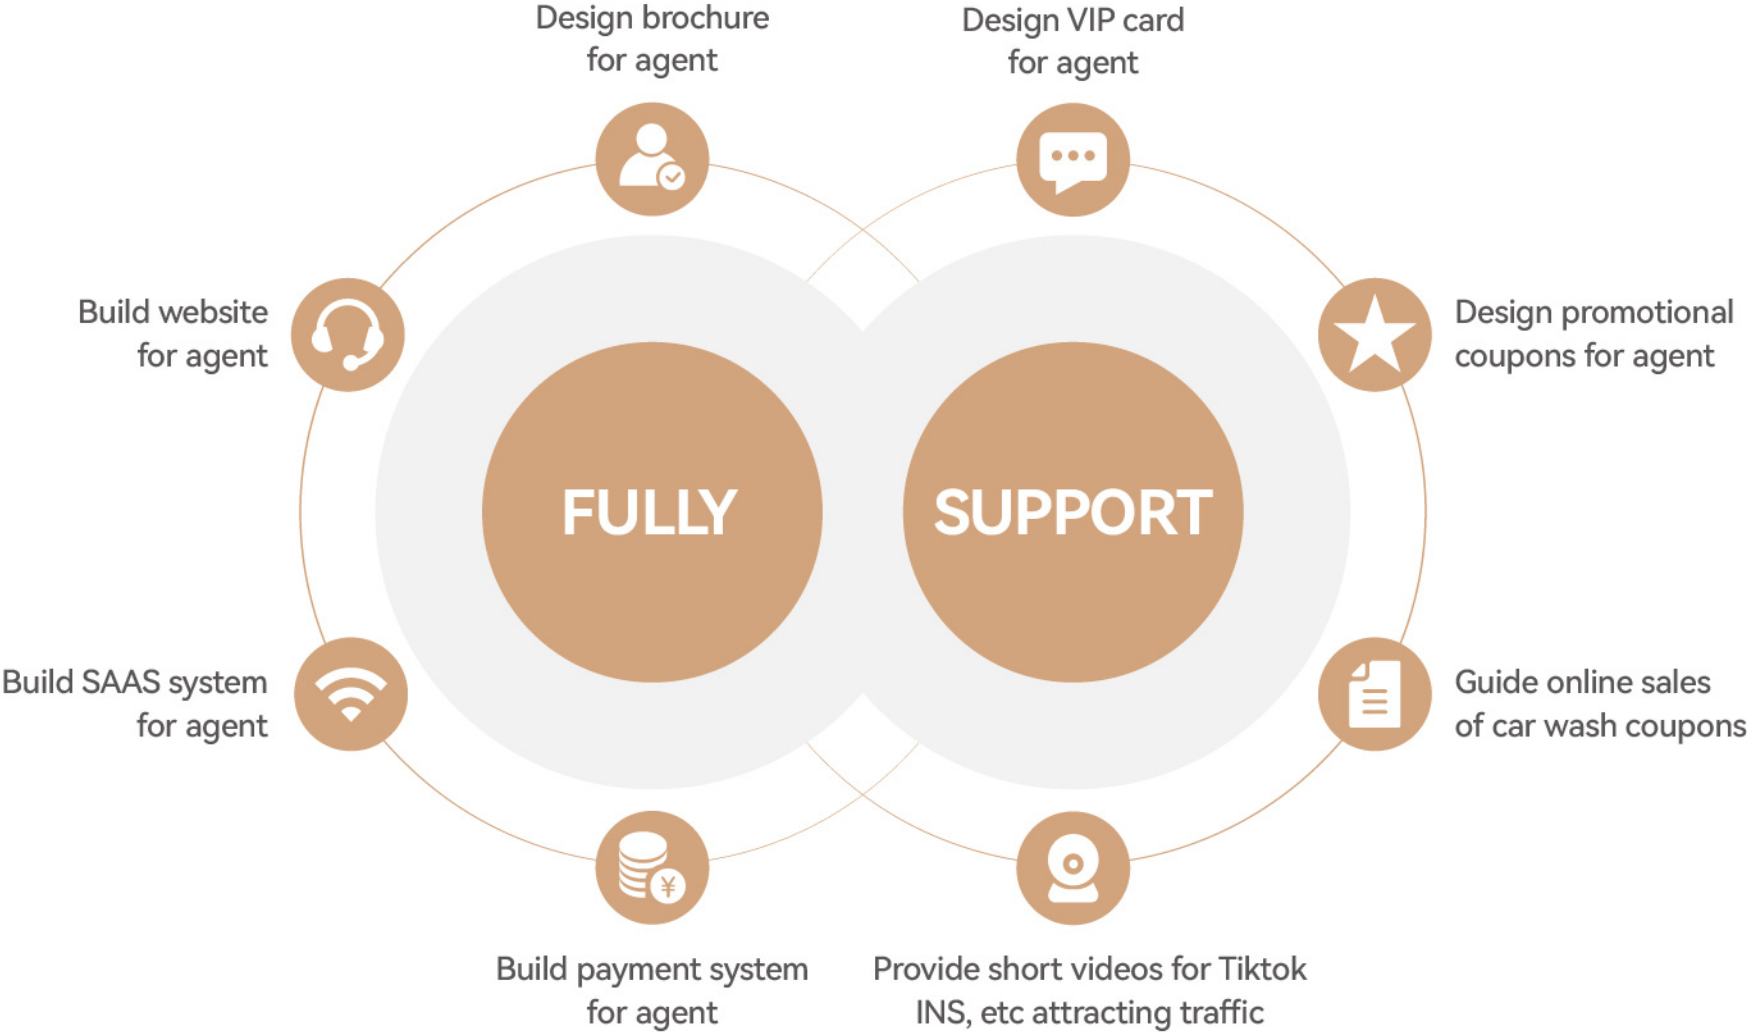 Design brochure
for agent
Design VIP card
for agent
Build website
for agent
Design promotional
coupons for agent
FULLY
SUPPORT
Build SAAS system
for agent
Guide online sales
of car wash coupons
¥
Build payment system
for agent
Provide short videos for Tiktok
INS, etc attracting traffic